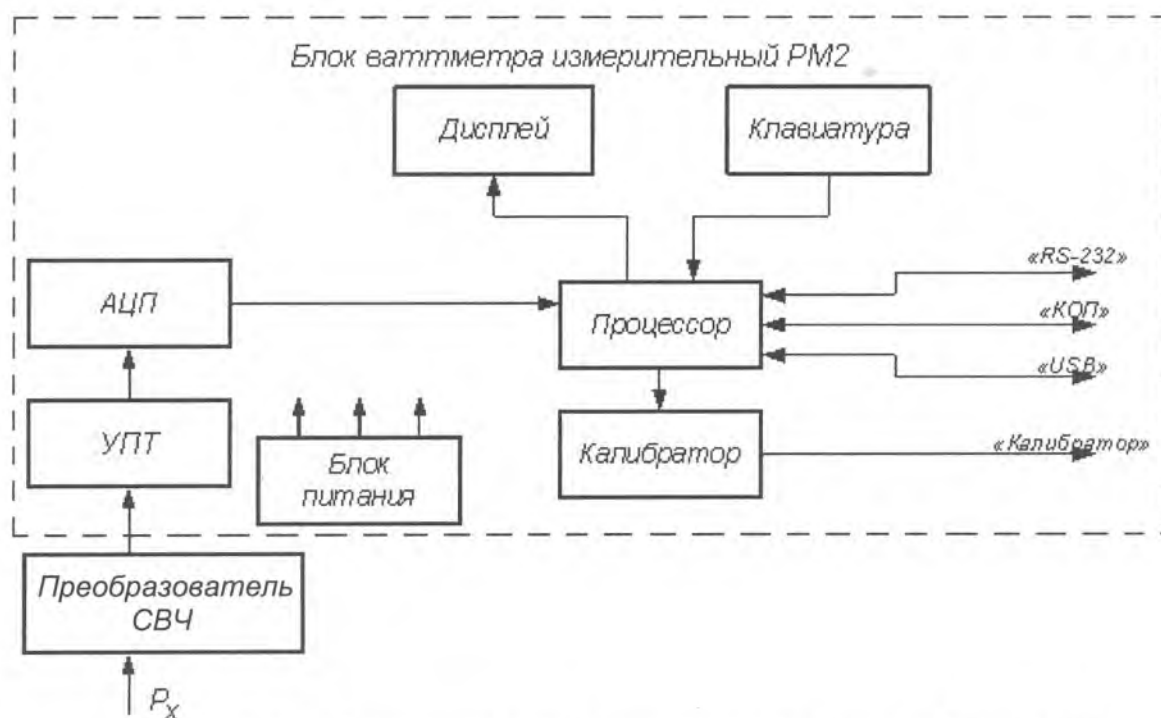 Блок ваттметра измерительный РМ2
Дисплей
Клавиатура
АЦП
Процессор
«RS-232»
«КОП»
«USB»
УПТ
Блок
питания
Калибратор
«Калибратор»
Преобразователь
СВЧ
Px